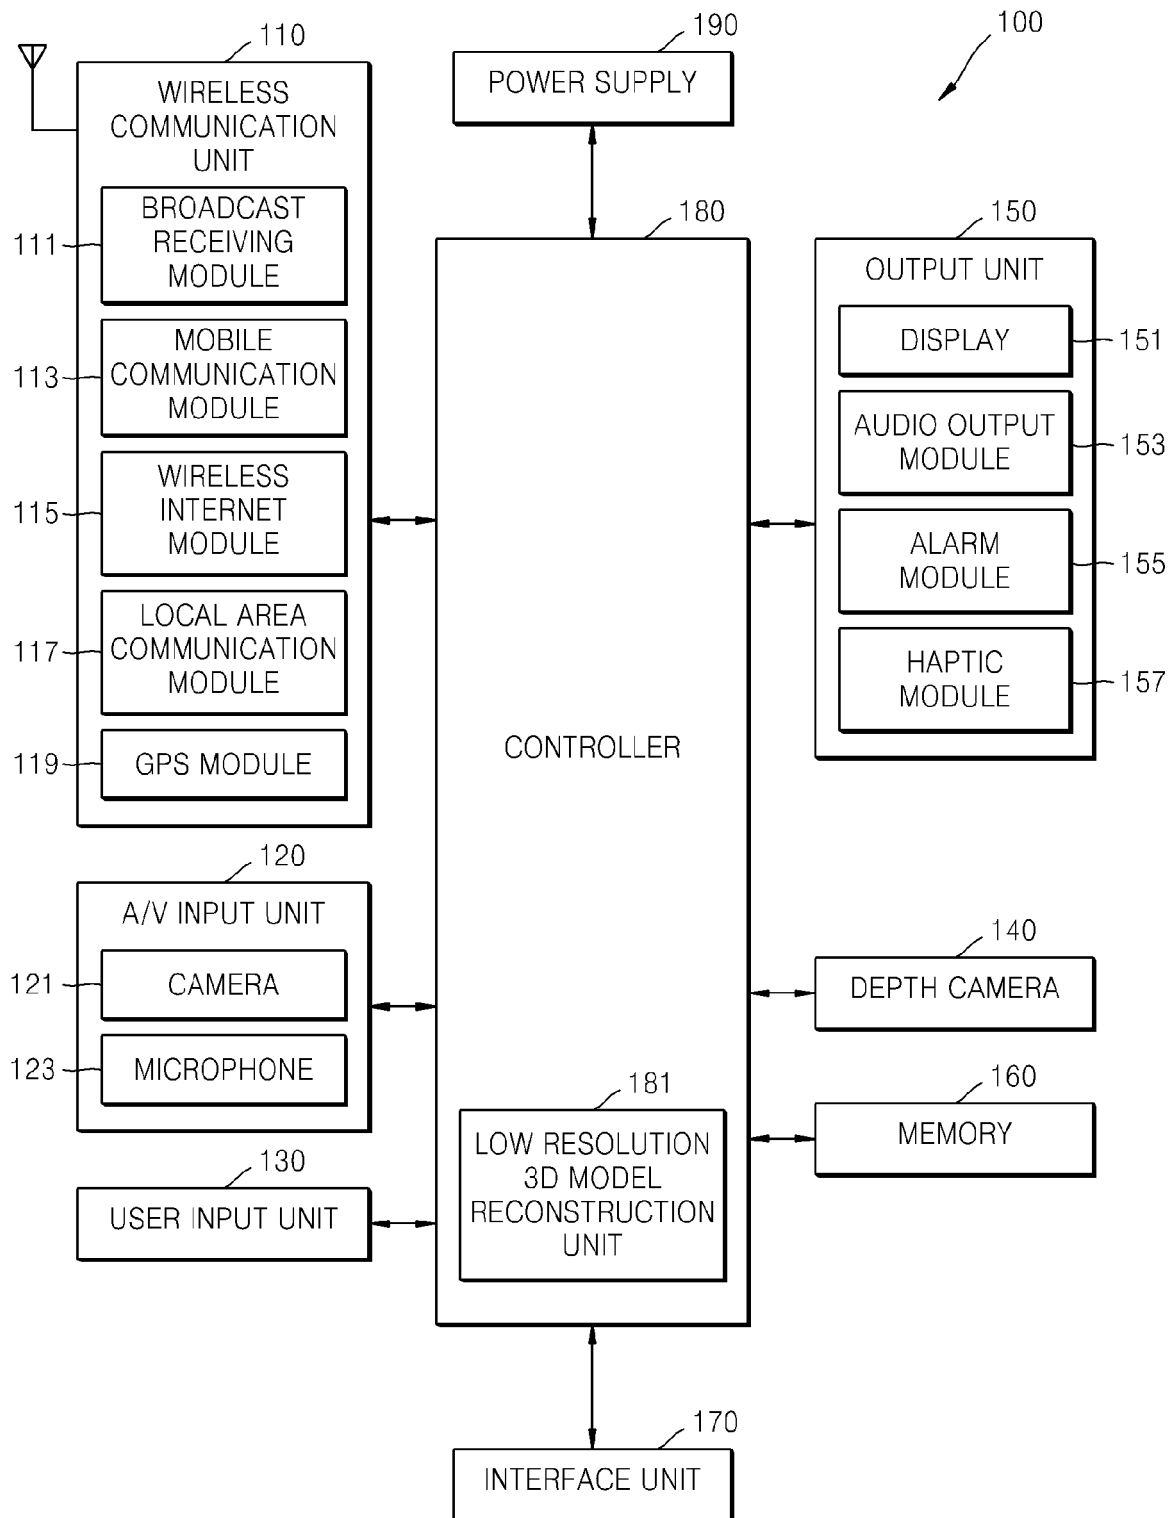 100
190
POWER SUPPLY
110
WIRELESS
COMMUNICATION
UNIT
111
BROADCAST
RECEIVING
MODULE
113
MOBILE
COMMUNICATION
MODULE
115
WIRELESS
INTERNET
MODULE
117
LOCAL AREA
COMMUNICATION
MODULE
119
GPS MODULE
120
A/V INPUT UNIT
121
CAMERA
123
MICROPHONE
130
USER INPUT UNIT
180
CONTROLLER
181
LOW RESOLUTION
3D MODEL
RECONSTRUCTION
UNIT
150
OUTPUT UNIT
DISPLAY
151
AUDIO OUTPUT
MODULE
153
ALARM
MODULE
155
HAPTIC
MODULE
157
140
DEPTH CAMERA
160
MEMORY
170
INTERFACE UNIT